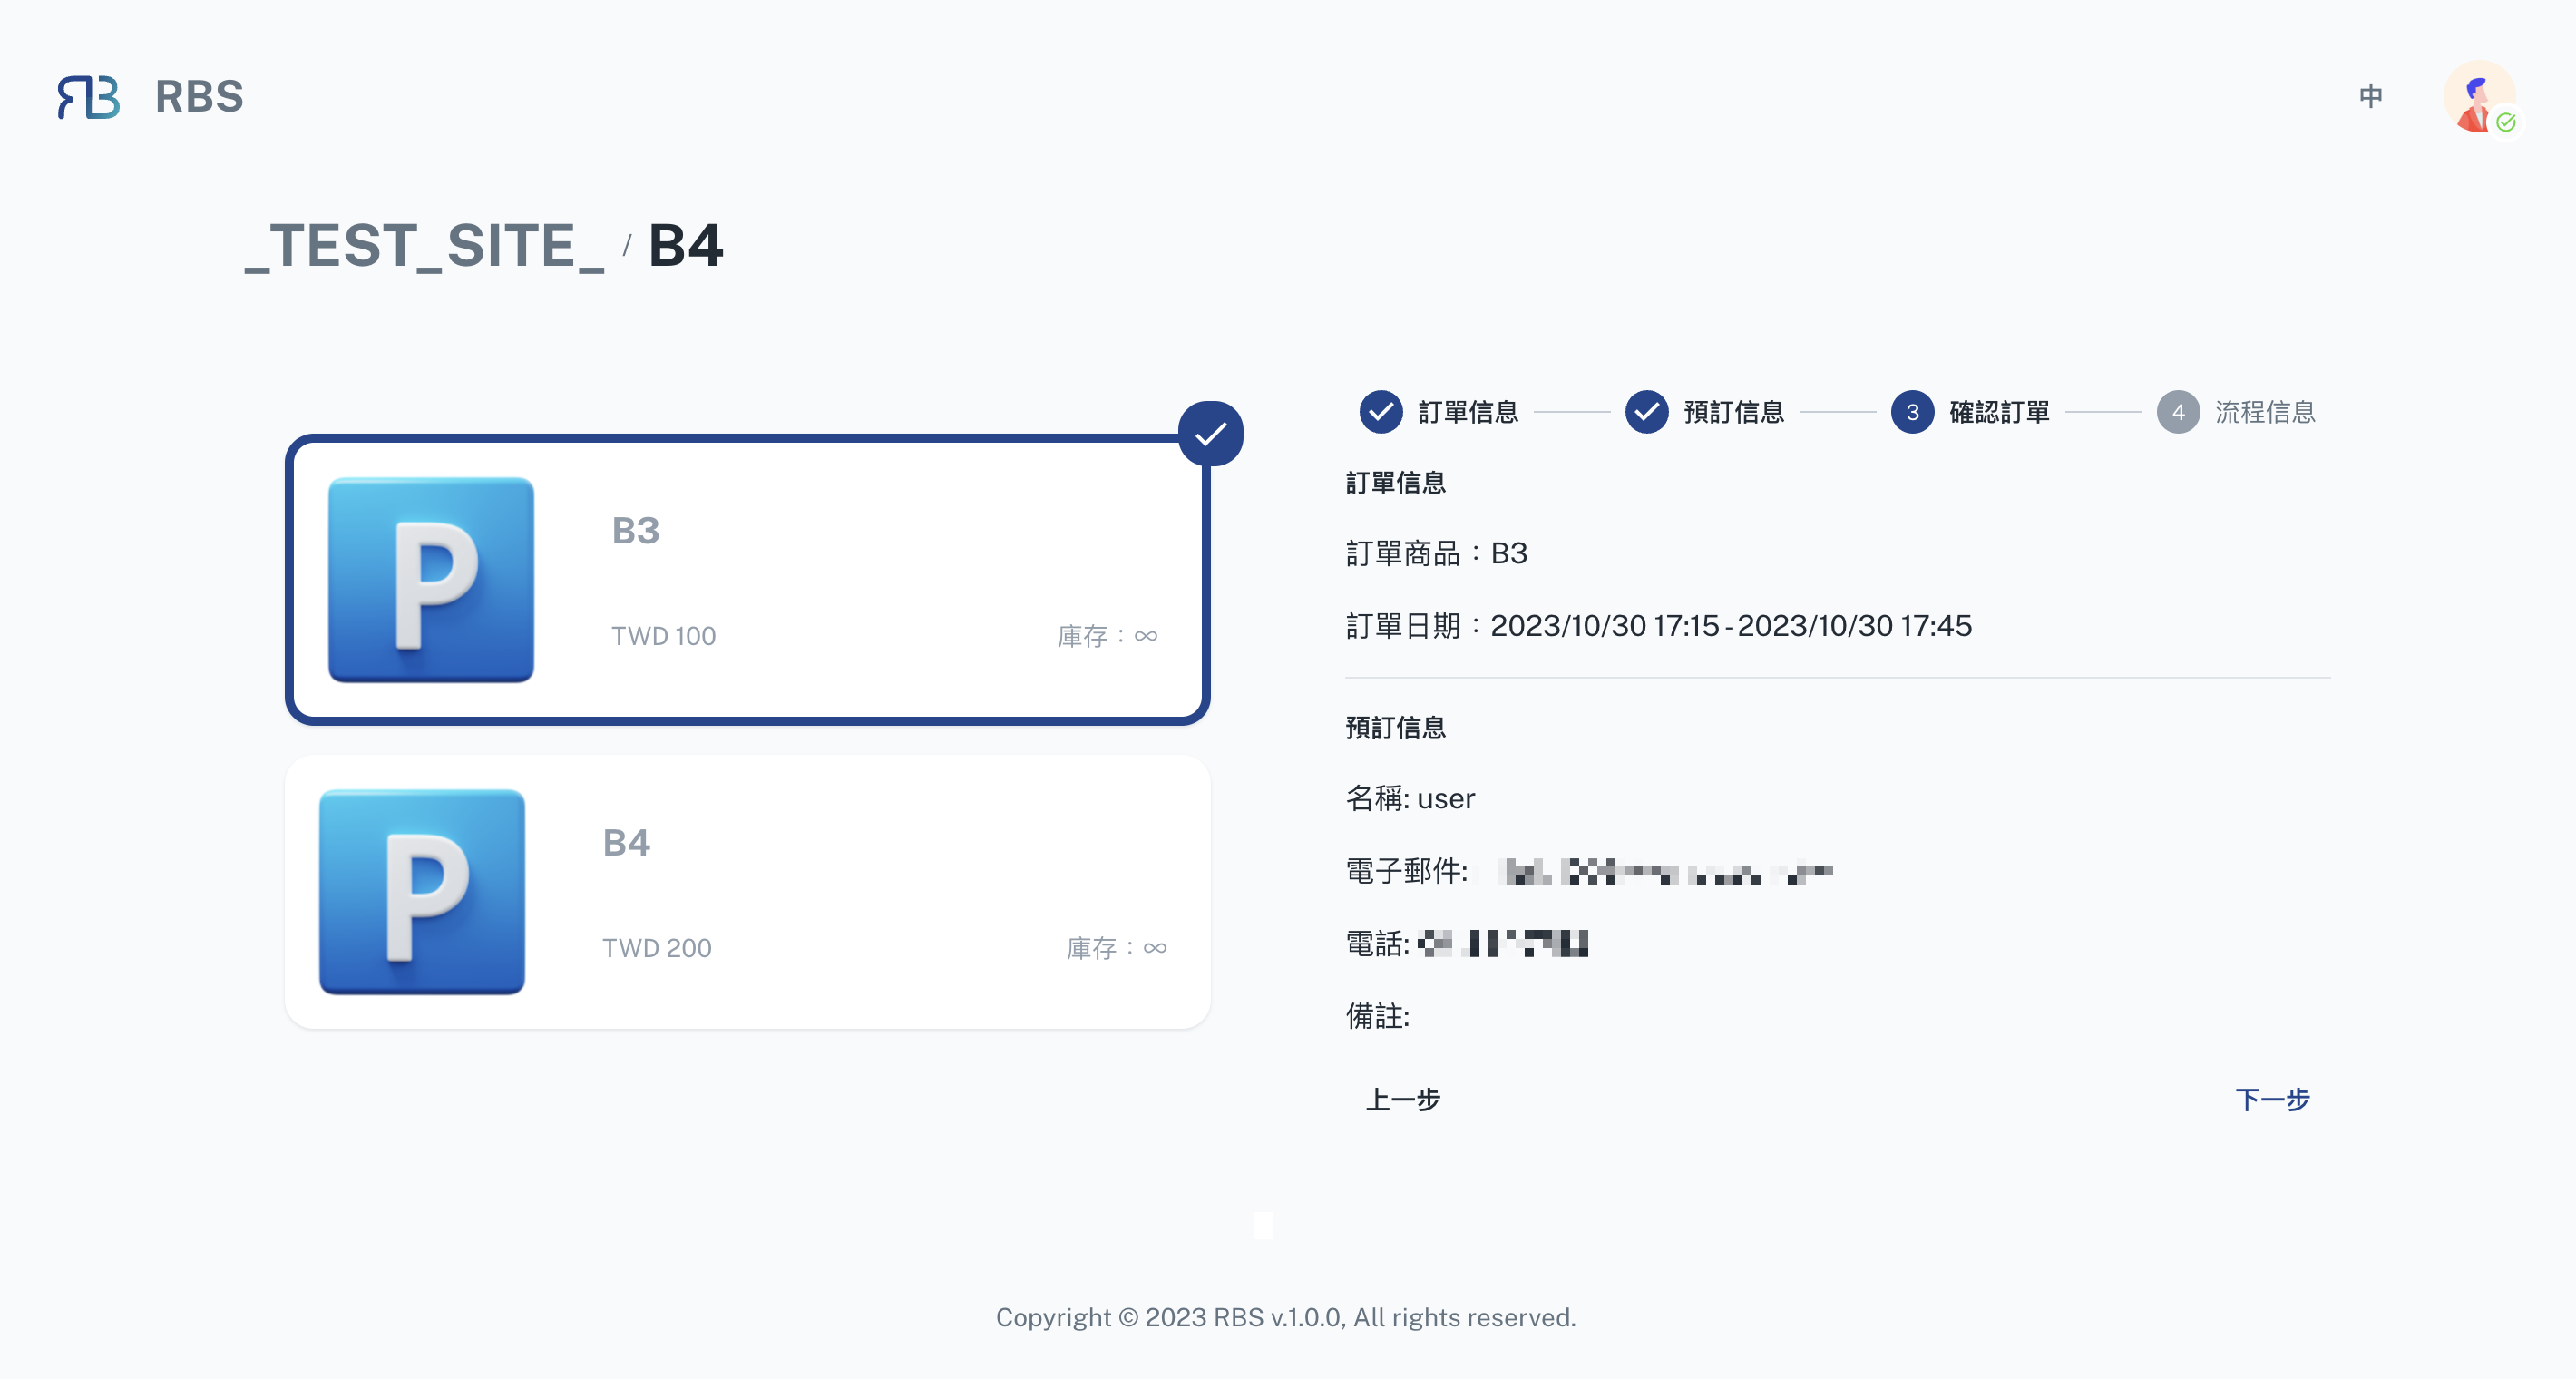 RBS
中
_TEST_SITE_ / B4
B3
TWD 100
庫存：∞
B4
TWD 200
庫存：∞
訂單信息
預訂信息
3 確認訂單
4 流程信息
訂單信息
訂單商品：B3
訂單日期：2023/10/30 17:15 - 2023/10/30 17:45
預訂信息
名稱: user
電子郵件:
電話:
備註:
上一步
下一步
Copyright © 2023 RBS v.1.0.0, All rights reserved.